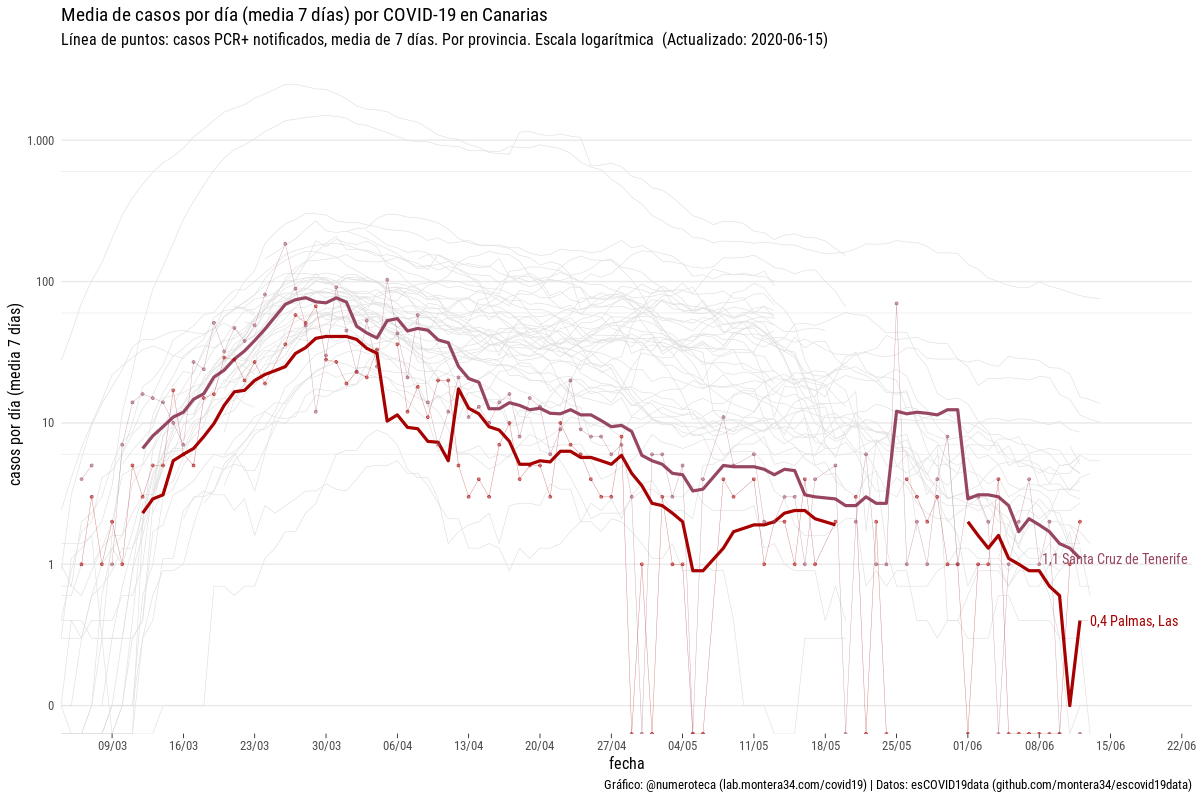 Media de casos por día (media 7 días) por COVID-19 en Canarias
Línea de puntos: casos PCR+ notificados, media de 7 días. Por provincia. Escala logarítmica  (Actualizado: 2020-06-15)
casos por día (media 7 días)
1.000
100
10
1
0
1,1 Santa Cruz de Tenerife
0,4 Palmas, Las
09/03 16/03 23/03 30/03 06/04 13/04 20/04 27/04 04/05 11/05 18/05 25/05 01/06 08/06 15/06 22/06
fecha
Gráfico: @numeroteca (lab.montera34.com/covid19) | Datos: esCOVID19data (github.com/montera34/escovid19data)